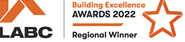 LABC
Building Excellence
AWARDS 2022
Regional Winner